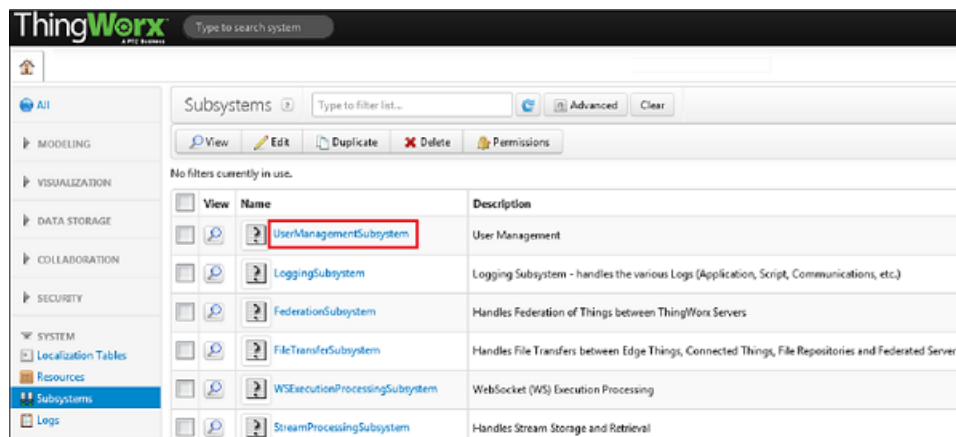 ThingWorx
A PTC Business
Type to search system
All
MODELING
VISUALIZATION
DATA STORAGE
COLLABORATION
SECURITY
SYSTEM
Localization Tables
Resources
Subsystems
Logs
Subsystems ? Type to filter list... Advanced Clear
View Edit Duplicate Delete Permissions
No filters currently in use.
View Name Description
UserManagementSubsystem User Management
LoggingSubsystem Logging Subsystem - handles the various Logs (Application, Script, Communications, etc.)
FederationSubsystem Handles Federation of Things between ThingWorx Servers
FileTransferSubsystem Handles File Transfers between Edge Things, Connected Things, File Repositories and Federated Server
WSExecutionProcessingSubsystem WebSocket (WS) Execution Processing
StreamProcessingSubsystem Handles Stream Storage and Retrieval